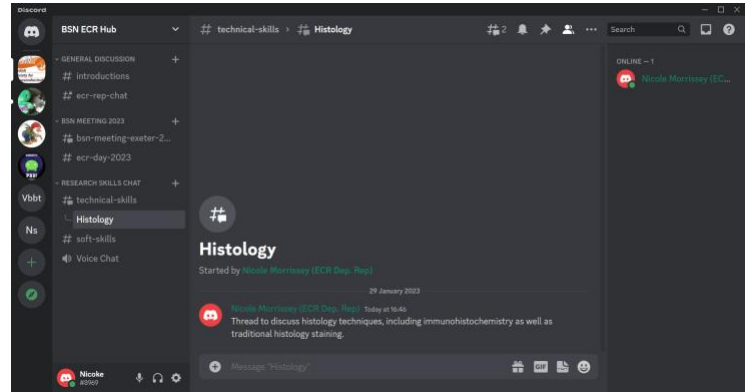 Discord
BSN ECR Hub
# technical-skills › Histology
2
Search
GENERAL DISCUSSION
introductions
ecr-rep-chat
BSN MEETING 2023
bsn-meeting-exeter-2...
ecr-day-2023
RESEARCH SKILLS CHAT
technical-skills
Histology
soft-skills
Voice Chat
Vbbt
Ns
Nicoke
#8969
Histology
Started by Nicole Morrissey (ECR Dep. Rep)
29 January 2023
Nicole Morrissey (ECR Dep. Rep) Today at 16:46
Thread to discuss histology techniques, including immunohistochemistry as well as
traditional histology staining.
Message "Histology"
GIF
ONLINE — 1
Nicole Morrissey (EC...